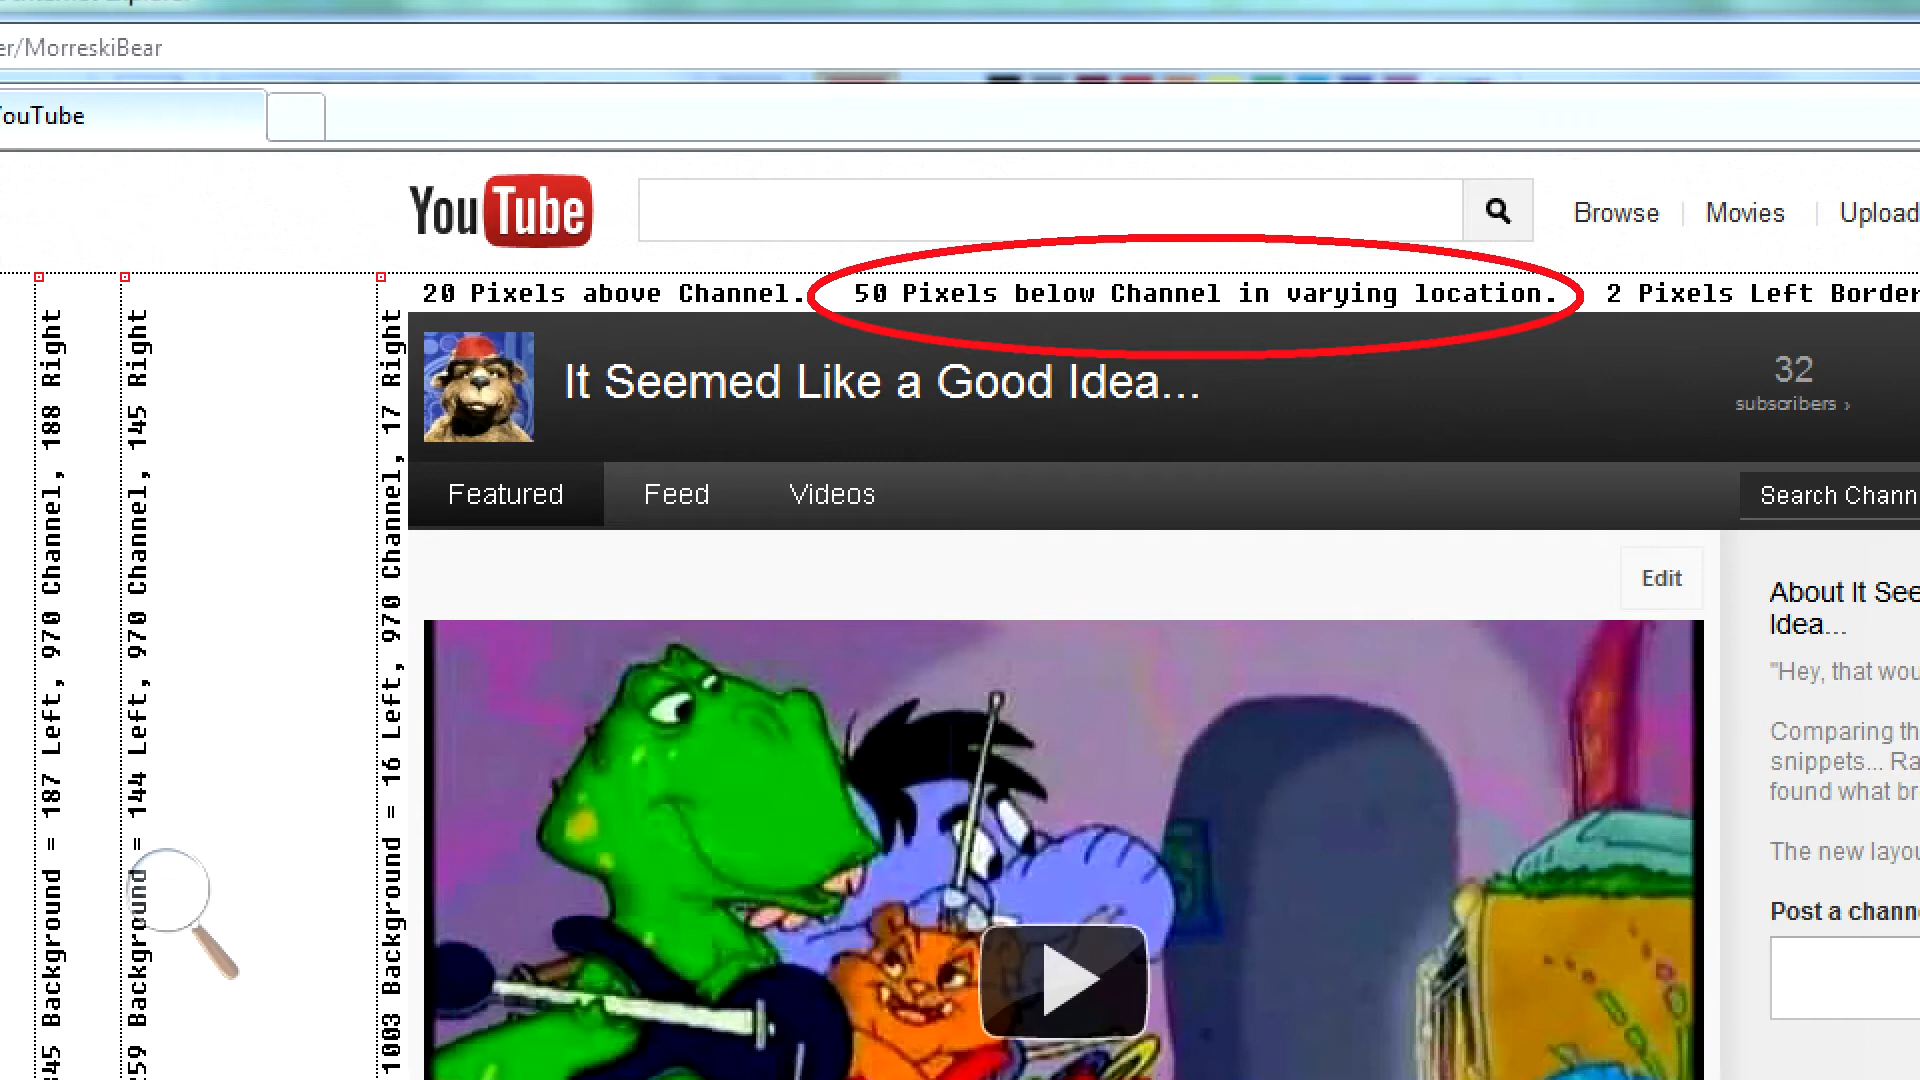 er/MorreskiBear
YouTube
YouTube
Browse
Movies
Upload
20 Pixels above Channel. 50 Pixels below Channel in varying location. 2 Pixels Left Border
It Seemed Like a Good Idea...
32
subscribers ›
Featured
Feed
Videos
Search Chann
Edit
About It See
Idea...
"Hey, that wou
Comparing th
snippets... Ra
found what br
The new layou
Post a chann
345 Background = 187 Left, 970 Channel, 188 Right
259 Background = 144 Left, 970 Channel, 145 Right
1003 Background = 16 Left, 970 Channel, 17 Right